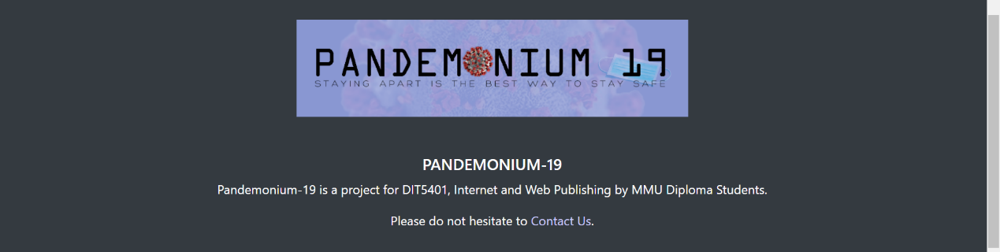 PANDEMONIUM 19
STAYING APART IS THE BEST WAY TO STAY SAFE
PANDEMONIUM-19
Pandemonium-19 is a project for DIT5401, Internet and Web Publishing by MMU Diploma Students.
Please do not hesitate to Contact Us.